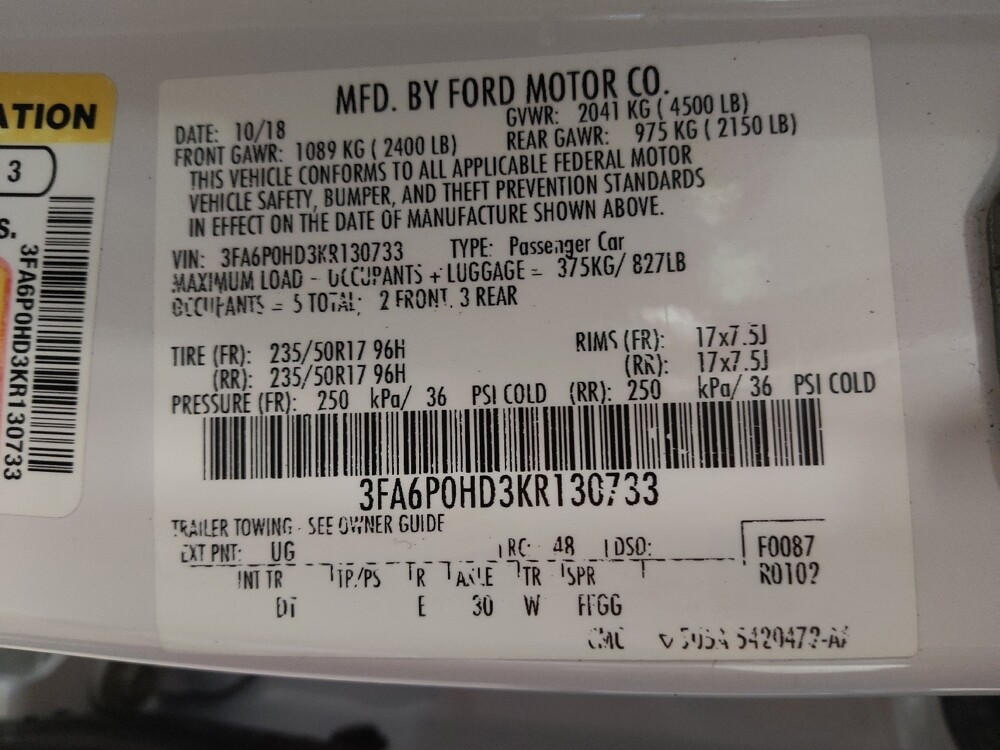 ATION
3
S.
3FA6P0HD3KR130733
MFD. BY FORD MOTOR CO.
DATE: 10/18 GVWR: 2041 KG ( 4500 LB)
FRONT GAWR: 1089 KG ( 2400 LB) REAR GAWR: 975 KG ( 2150 LB)
THIS VEHICLE CONFORMS TO ALL APPLICABLE FEDERAL MOTOR
VEHICLE SAFETY, BUMPER, AND THEFT PREVENTION STANDARDS
IN EFFECT ON THE DATE OF MANUFACTURE SHOWN ABOVE.
VIN: 3FA6P0HD3KR130733 TYPE: Passenger Car
MAXIMUM LOAD - OCCUPANTS + LUGGAGE = 375KG/ 827LB
OCCUPANTS = 5 TOTAL; 2 FRONT, 3 REAR
TIRE (FR): 235/50R17 96H RIMS (FR): 17x7.5J
(RR): 235/50R17 96H (RR): 17x7.5J
PRESSURE (FR): 250 kPa/ 36 PSI COLD (RR): 250 kPa/ 36 PSI COLD
3FA6P0HD3KR130733
TRAILER TOWING - SEE OWNER GUIDE
EXT PNT: UG RC: 48 DSO: F0087
INT TR TP/PS R AXLE TR SPR R0102
DT E 30 W FFGG